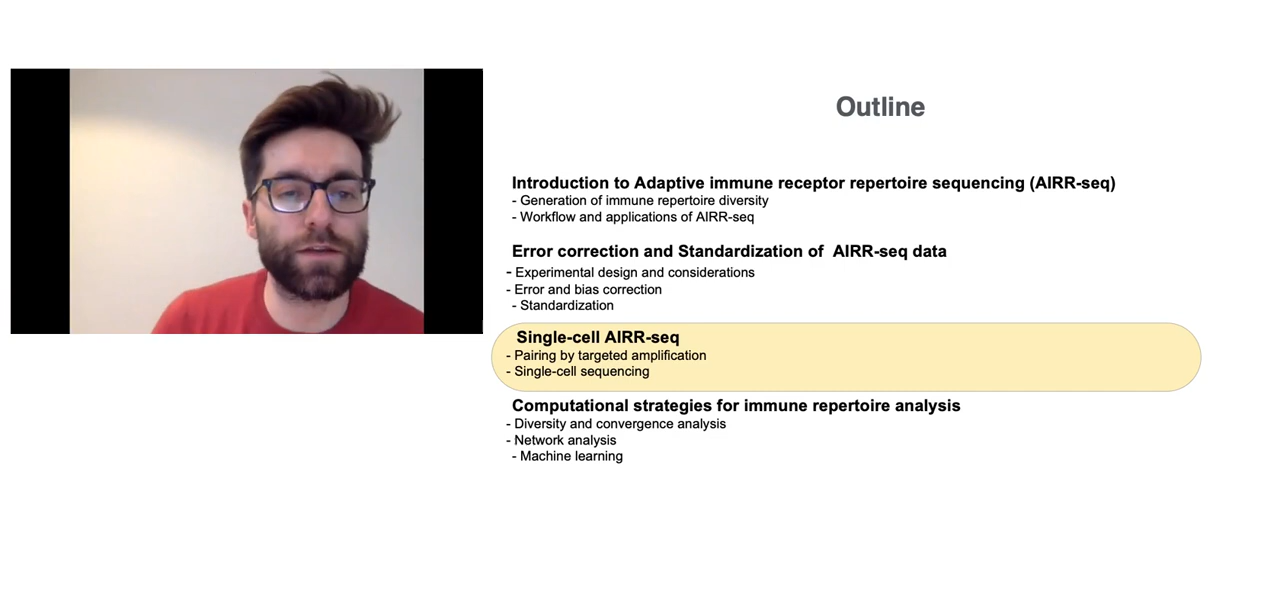 Outline
Introduction to Adaptive immune receptor repertoire sequencing (AIRR-seq)
- Generation of immune repertoire diversity
- Workflow and applications of AIRR-seq
Error correction and Standardization of  AIRR-seq data
- Experimental design and considerations
- Error and bias correction
- Standardization
Single-cell AIRR-seq
- Pairing by targeted amplification
- Single-cell sequencing
Computational strategies for immune repertoire analysis
- Diversity and convergence analysis
- Network analysis
- Machine learning